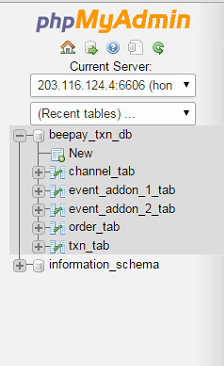 phpMyAdmin
Current Server:
203.116.124.4:6606 (hon
(Recent tables) ...
beepay_txn_db
New
channel_tab
event_addon_1_tab
event_addon_2_tab
order_tab
txn_tab
information_schema